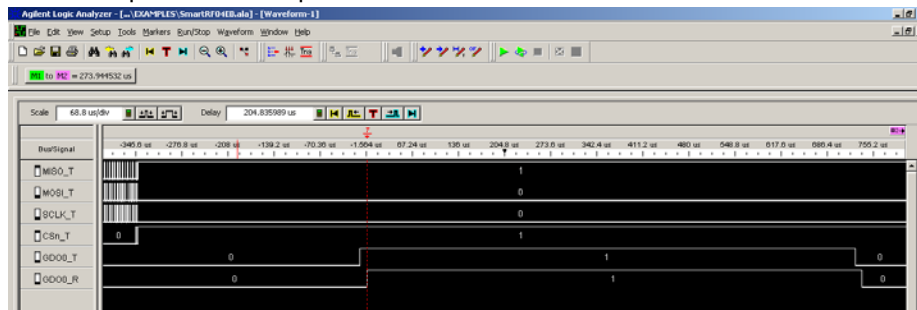 Agilent Logic Analyzer - [...\EXAMPLES\SmartRF04EB.ala] - [Waveform-1]
File Edit View Setup Tools Markers Run/Stop Waveform Window Help
M1 to M2 = 273.944532 us
Scale 68.8 us/div Delay 204.835989 us
Bus/Signal -346.6 us -276.8 us -208 us -139.2 us -70.36 us -1.564 us 67.24 us 136 us 204.8 us 273.6 us 342.4 us 411.2 us 480 us 548.8 us 617.6 us 686.4 us 755.2 us
MISO_T 1
MOSI_T 0
SCLK_T 0
CSn_T 0 1
GDO0_T 0 1 0
GDO0_R 0 1 0